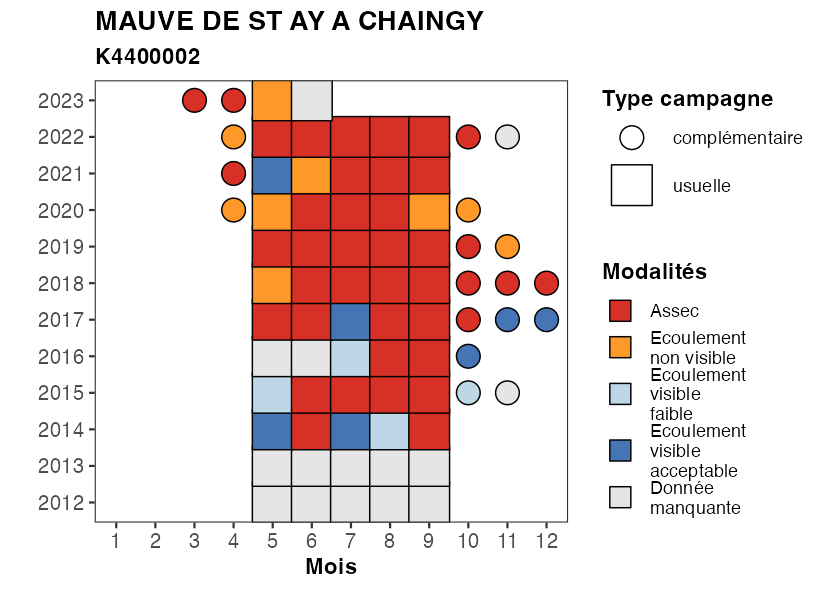 MAUVE DE ST AY A CHAINGY
K4400002
2023
2022
2021
2020
2019
2018
2017
2016
2015
2014
2013
2012
1 2 3 4 5 6 7 8 9 10 11 12
Mois
Type campagne
complémentaire
usuelle
Modalités
Assec
Ecoulement
non visible
Ecoulement
visible
faible
Ecoulement
visible
acceptable
Donnée
manquante